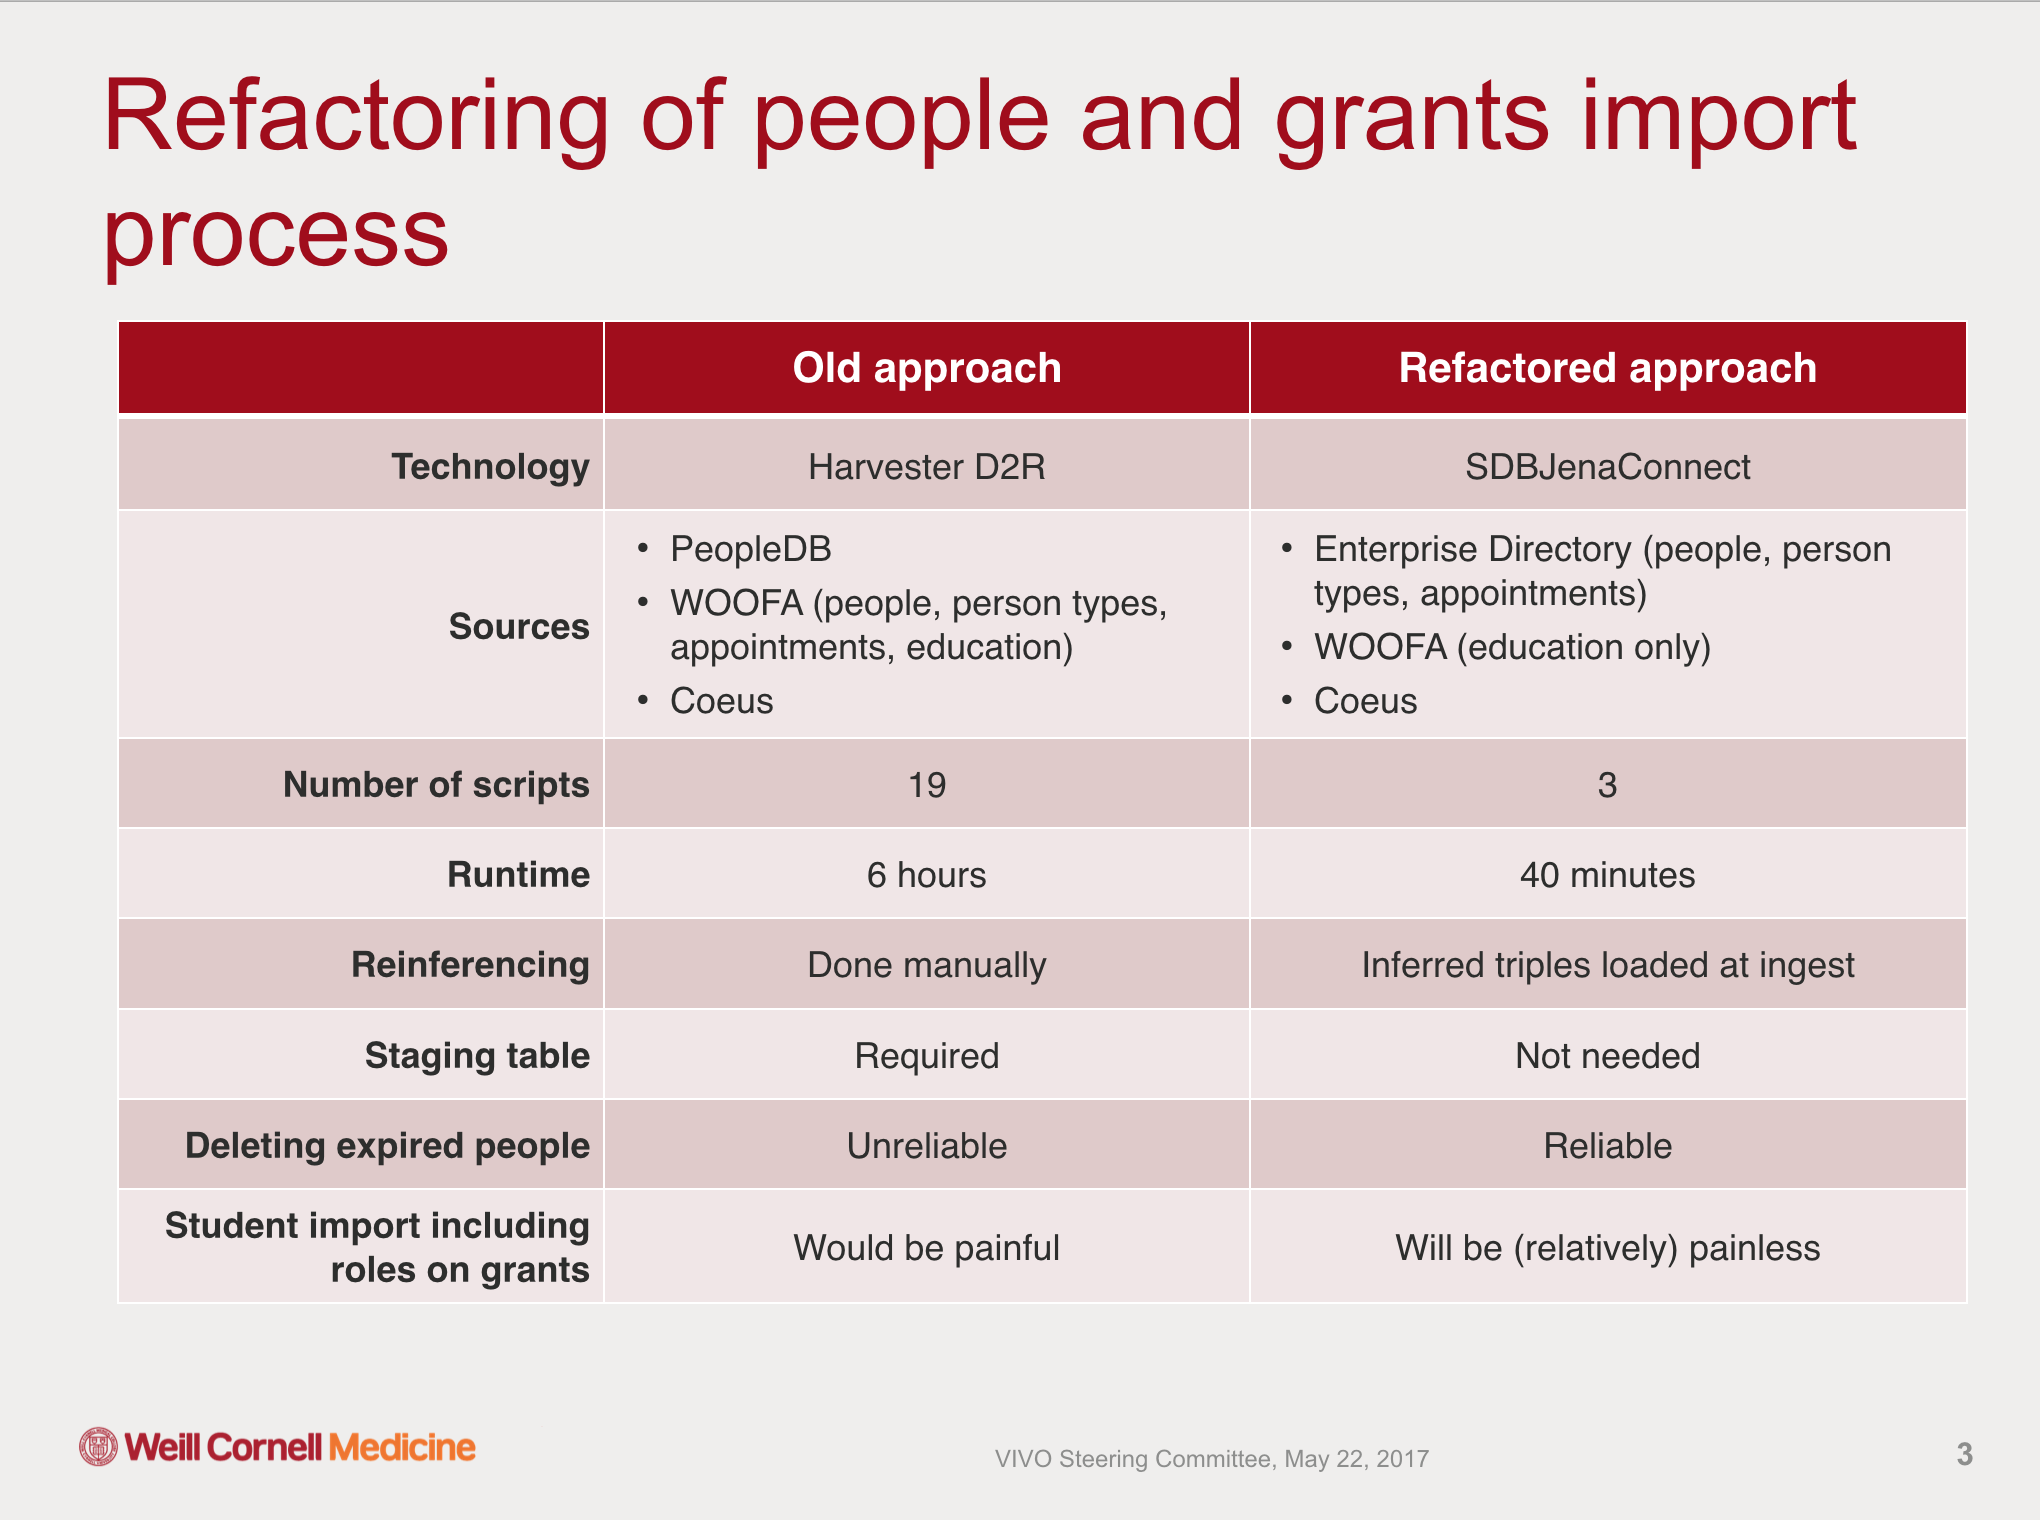 Refactoring of people and grants import
process
Old approach
Refactored approach
Technology
Harvester D2R
SDBJenaConnect
Sources
• PeopleDB
• WOOFA (people, person types,
appointments, education)
• Coeus
• Enterprise Directory (people, person
types, appointments)
• WOOFA (education only)
• Coeus
Number of scripts
19
3
Runtime
6 hours
40 minutes
Reinferencing
Done manually
Inferred triples loaded at ingest
Staging table
Required
Not needed
Deleting expired people
Unreliable
Reliable
Student import including
roles on grants
Would be painful
Will be (relatively) painless
Weill Cornell Medicine
VIVO Steering Committee, May 22, 2017
3